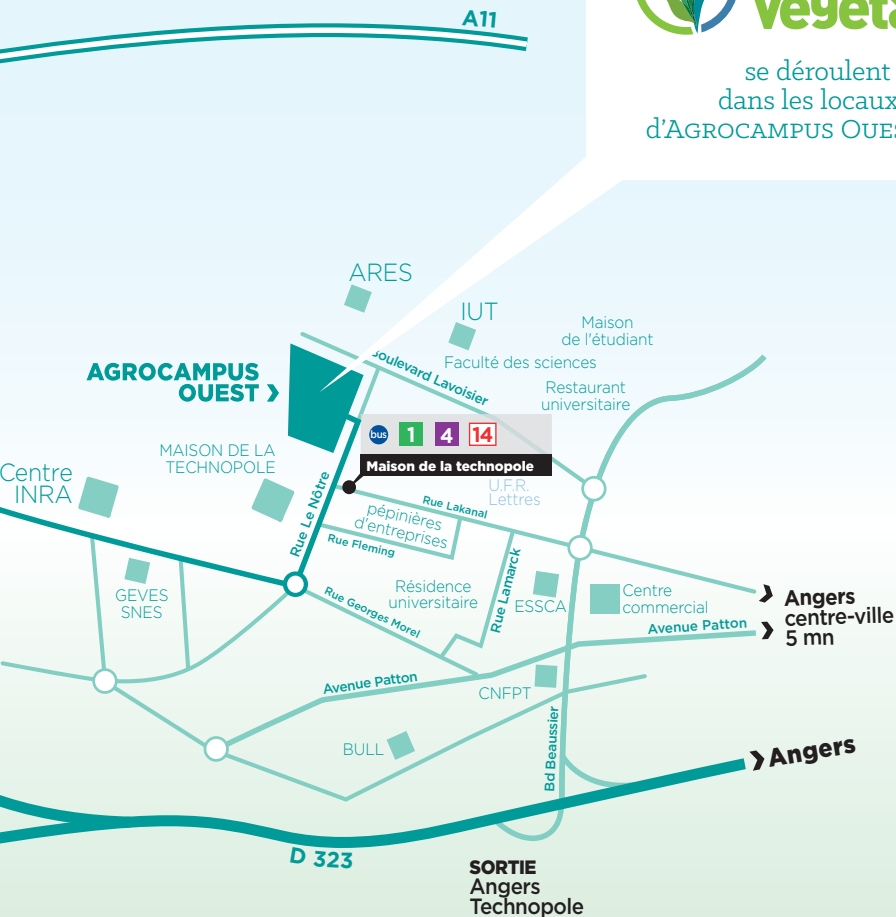 A11
se déroulent
dans les locaux
ARES
IUT
Maison
de l'étudiant
Faculté des sciences
Boulevard Lavoisier
Restaurant
universitaire
AGROCAMPUS
OUEST
bus 1 4 14
Maison de la technopole
MAISON DE LA
TECHNOPOLE
Centre
INRA
U.F.R.
Lettres
Rue Lakanal
pépinières
d'entreprises
Rue Le Nôtre
Rue Fleming
GEVES
SNES
Résidence
universitaire
Rue Georges Morel
Rue Lamarck
ESSCA
Centre
commercial
Angers
centre-ville
5 mn
Avenue Patton
Avenue Patton
CNFPT
BULL
Bd Beaussier
Angers
D 323
SORTIE
Angers
Technopole